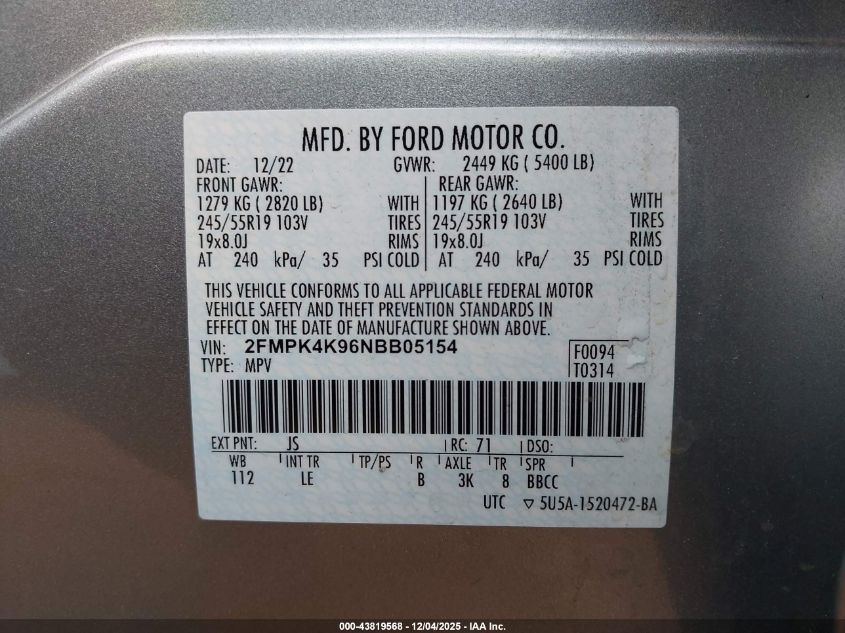 MFD. BY FORD MOTOR CO.
DATE: 12/22 GVWR: 2449 KG ( 5400 LB)
FRONT GAWR: REAR GAWR:
1279 KG ( 2820 LB) WITH 1197 KG ( 2640 LB) WITH
245/55R19 103V TIRES 245/55R19 103V TIRES
19x8.0J RIMS 19x8.0J RIMS
AT 240 kPa/ 35 PSI COLD AT 240 kPa/ 35 PSI COLD
THIS VEHICLE CONFORMS TO ALL APPLICABLE FEDERAL MOTOR
VEHICLE SAFETY AND THEFT PREVENTION STANDARDS IN
EFFECT ON THE DATE OF MANUFACTURE SHOWN ABOVE.
VIN: 2FMPK4K96NBB05154 F0094
TYPE: MPV T0314
EXT PNT: JS RC: 71 DSO:
WB INT TR TP/PS R AXLE TR SPR
112 LE B 3K 8 BBCC
UTC ▽ 5U5A-1520472-BA
000-43819568 - 12/04/2025 - IAA Inc.